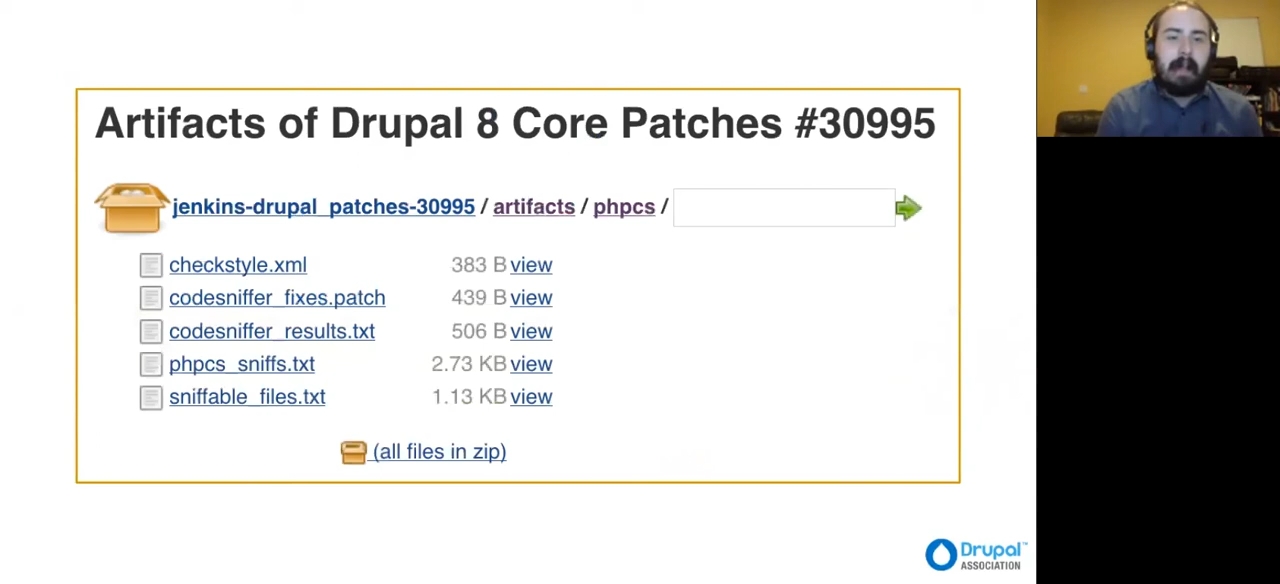 Artifacts of Drupal 8 Core Patches #30995
jenkins-drupal_patches-30995 / artifacts / phpcs /
checkstyle.xml 383 B view
codesniffer_fixes.patch 439 B view
codesniffer_results.txt 506 B view
phpcs_sniffs.txt 2.73 KB view
sniffable_files.txt 1.13 KB view
(all files in zip)
Drupal™
ASSOCIATION